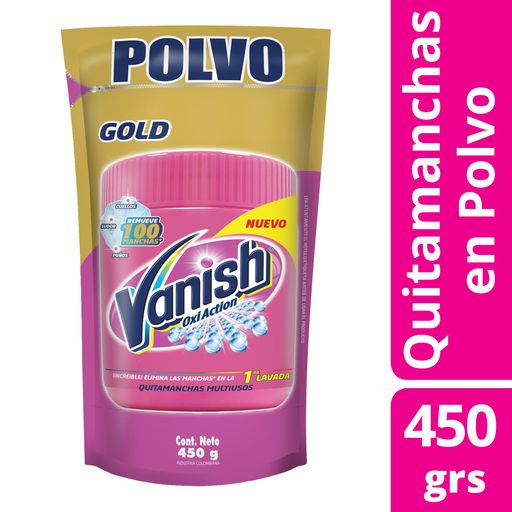 POLVO
GOLD
CUELLOS
SUDOR
PUÑOS
REMUEVE
100
MANCHAS*
NUEVO
Vanish
Oxi Action
¡INCREÍBLE! ELIMINA LAS MANCHAS* EN LA 1RA LAVADA
QUITAMANCHAS MULTIUSOS
Cont. Neto
450 g
INDUSTRIA COLOMBIANA
Quitamanchas
en Polvo
450
grs